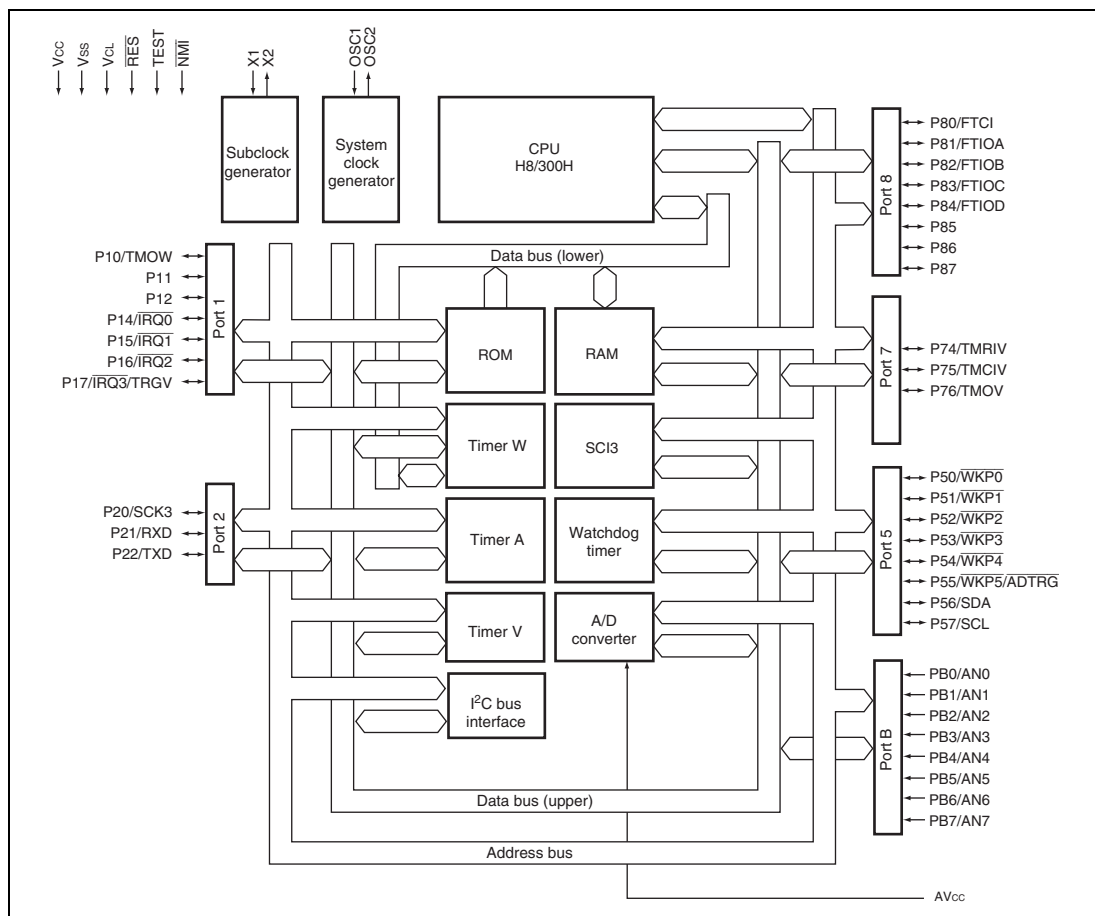 Vcc
Vss
VCL
RES
TEST
NMI
X1
X2
OSC1
OSC2
Subclock
generator
System
clock
generator
CPU
H8/300H
P80/FTCI
P81/FTIOA
P82/FTIOB
P83/FTIOC
P84/FTIOD
P85
P86
P87
Port 8
Data bus (lower)
P10/TMOW
P11
P12
P14/IRQ0
P15/IRQ1
P16/IRQ2
P17/IRQ3/TRGV
Port 1
ROM
RAM
Port 7
P74/TMRIV
P75/TMCIV
P76/TMOV
Timer W
SCI3
P20/SCK3
P21/RXD
P22/TXD
Port 2
Timer A
Watchdog
timer
Port 5
P50/WKP0
P51/WKP1
P52/WKP2
P53/WKP3
P54/WKP4
P55/WKP5/ADTRG
P56/SDA
P57/SCL
Timer V
A/D
converter
I²C bus
interface
Port B
PB0/AN0
PB1/AN1
PB2/AN2
PB3/AN3
PB4/AN4
PB5/AN5
PB6/AN6
PB7/AN7
Data bus (upper)
Address bus
AVcc